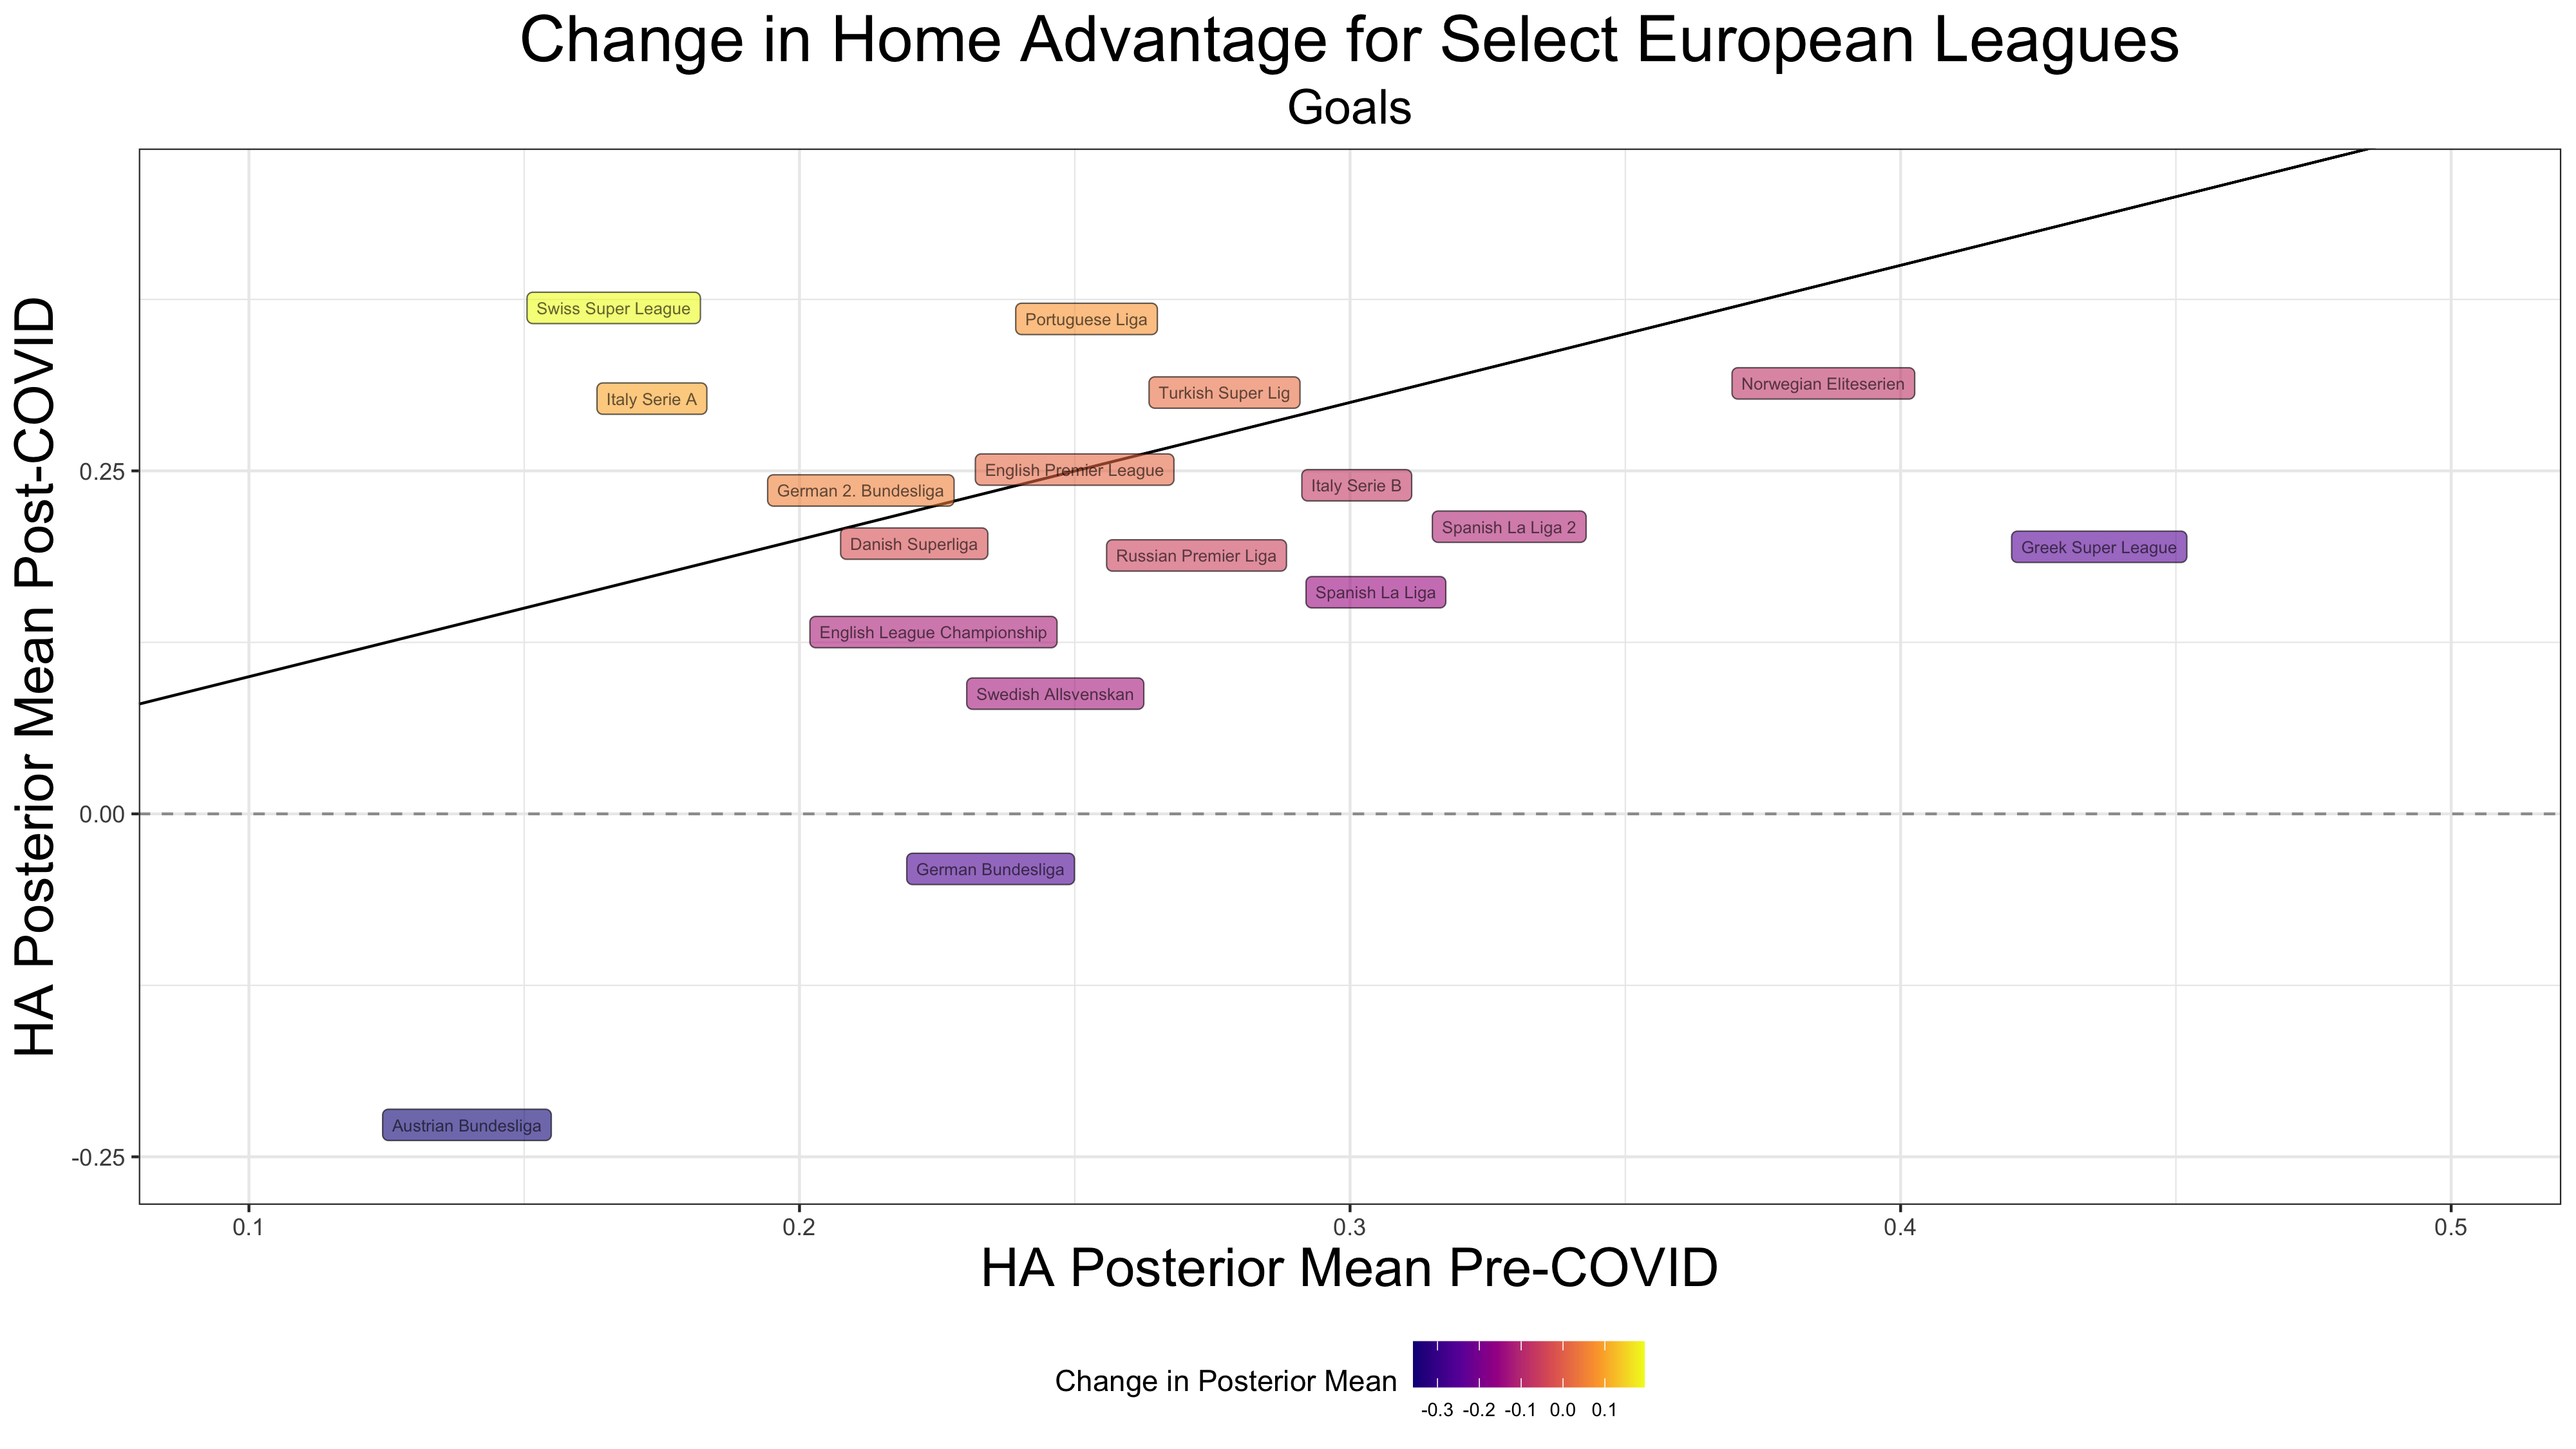 Change in Home Advantage for Select European Leagues
Goals
HA Posterior Mean Post-COVID
0.25
0.00
-0.25
Swiss Super League
Portuguese Liga
Italy Serie A
Turkish Super Lig
Norwegian Eliteserien
English Premier League
German 2. Bundesliga
Italy Serie B
Spanish La Liga 2
Danish Superliga
Russian Premier Liga
Greek Super League
Spanish La Liga
English League Championship
Swedish Allsvenskan
German Bundesliga
Austrian Bundesliga
0.1 0.2 0.3 0.4 0.5
HA Posterior Mean Pre-COVID
Change in Posterior Mean
-0.3 -0.2 -0.1 0.0 0.1